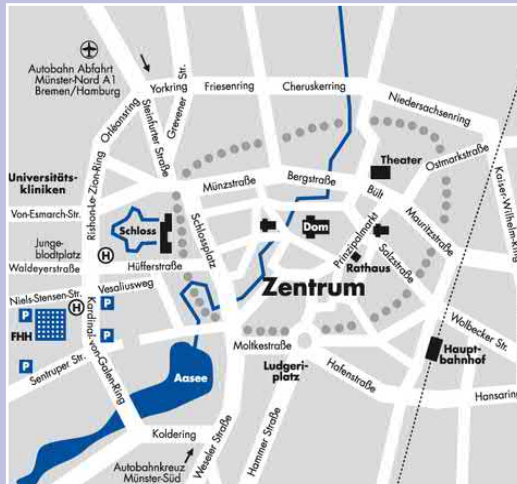 Autobahn Abfahrt
Münster-Nord A1
Bremen/Hamburg
Yorkring
Friesenring
Cheruskerring
Niedersachsenring
Orléansring
Steinfurter Straße
Grevener Str.
Theater
Ostmarkstraße
Kaiser-Wilhelm-Ring
Universitäts-
kliniken
Rishon-Le-Zion-Ring
Münzstraße
Bergstraße
Bült
Von-Esmarch-Str.
Schloss
Schlossplatz
Dom
Prinzipalmarkt
Mauritzstraße
Salzstraße
Rathaus
Junge-
blodtplatz
H
Waldeyerstraße
Hüfferstraße
Zentrum
Niels-Stensen-Str.
Vesaliusweg
H
P
P
FHH
P
P
Kardinal-von-Galen-Ring
Sentruper Str.
Aasee
Moltkestraße
Ludgeri-
platz
Hafenstraße
Wolbecker Str.
Haupt-
bahnhof
Hansaring
Koldering
Weseler Straße
Hammer Straße
Autobahnkreuz
Münster-Süd